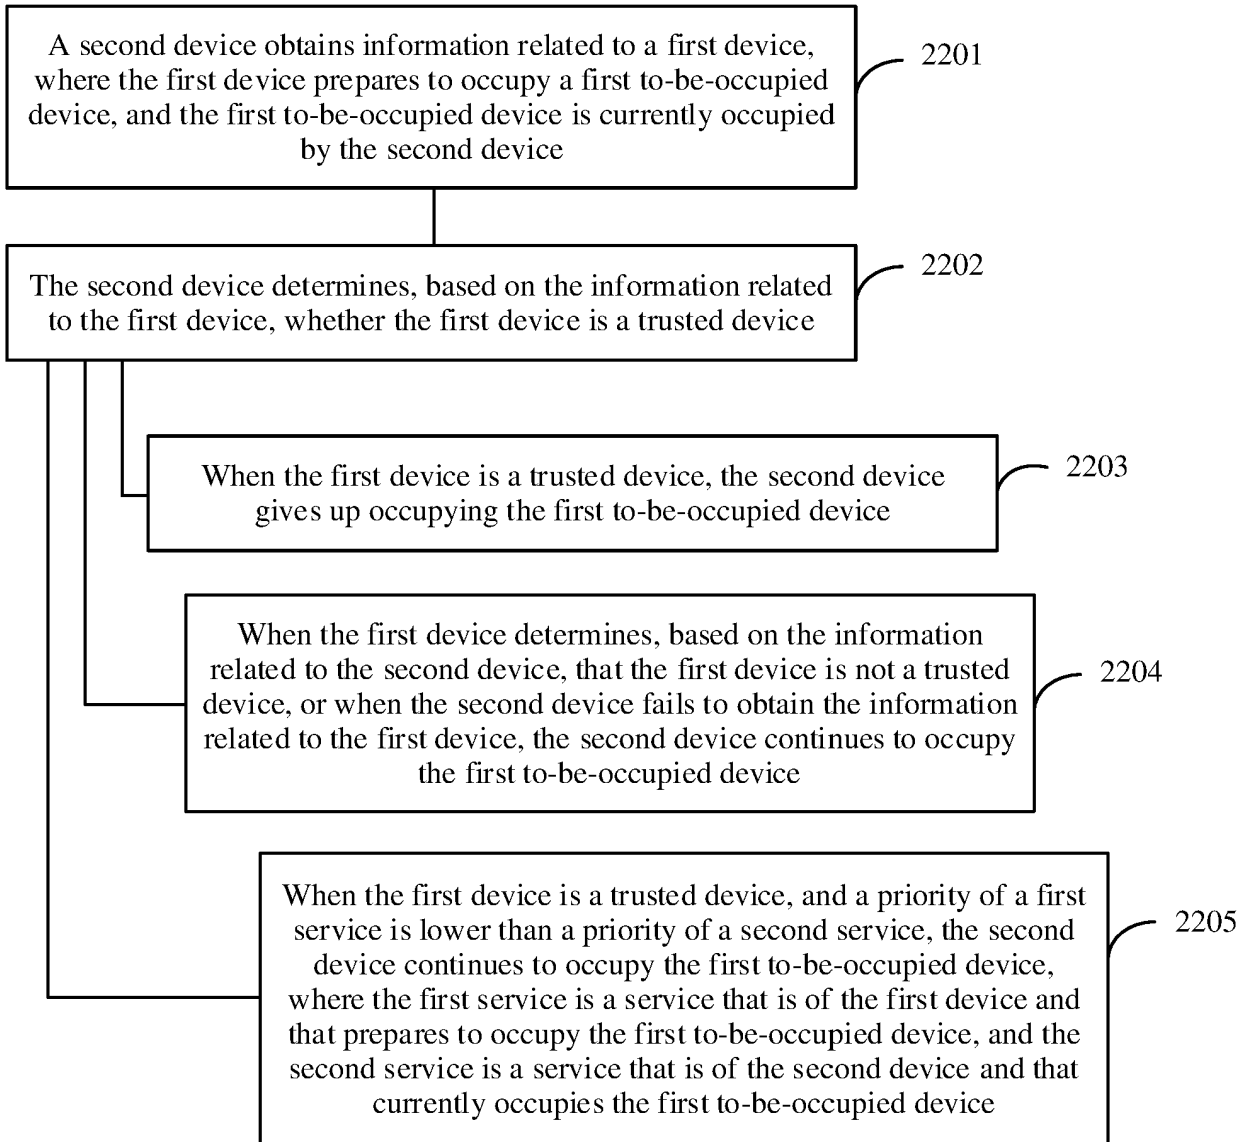 A second device obtains information related to a first device,
where the first device prepares to occupy a first to-be-occupied
device, and the first to-be-occupied device is currently occupied
by the second device
2201
The second device determines, based on the information related
to the first device, whether the first device is a trusted device
2202
When the first device is a trusted device, the second device
gives up occupying the first to-be-occupied device
2203
When the first device determines, based on the information
related to the second device, that the first device is not a trusted
device, or when the second device fails to obtain the information
related to the first device, the second device continues to occupy
the first to-be-occupied device
2204
When the first device is a trusted device, and a priority of a first
service is lower than a priority of a second service, the second
device continues to occupy the first to-be-occupied device,
where the first service is a service that is of the first device and
that prepares to occupy the first to-be-occupied device, and the
second service is a service that is of the second device and that
currently occupies the first to-be-occupied device
2205